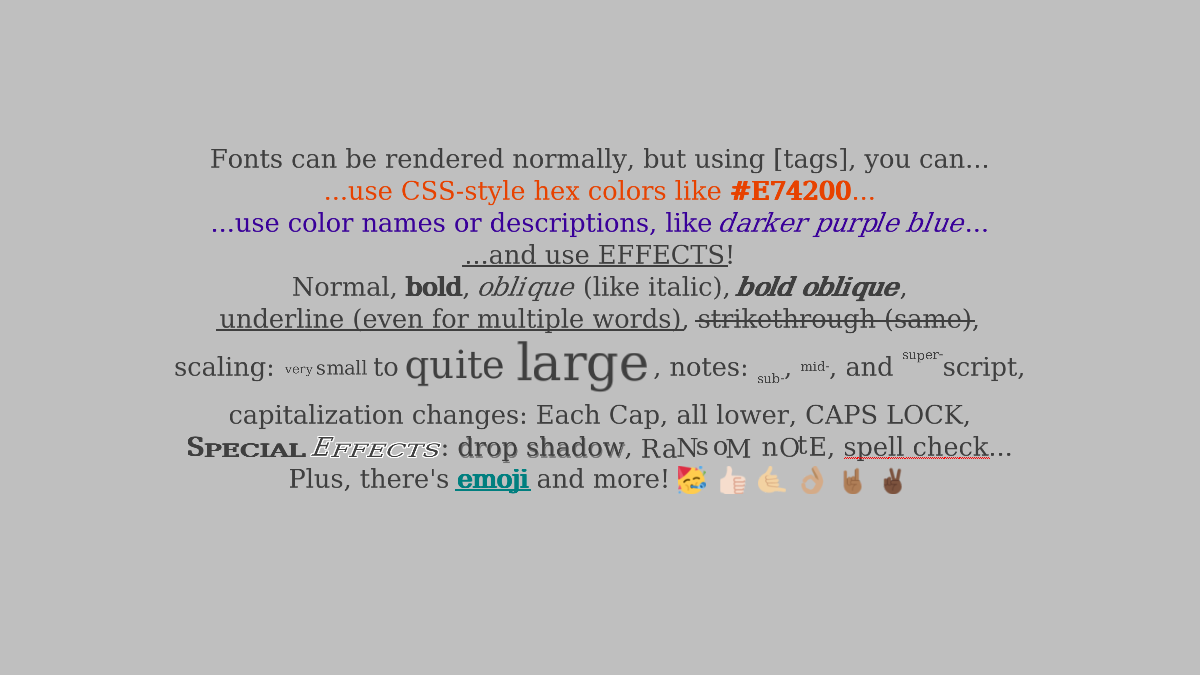 Fonts can be rendered normally, but using [tags], you can...
...use CSS-style hex colors like #E74200...
...use color names or descriptions, like darker purple blue...
...and use EFFECTS!
Normal, bold, oblique (like italic), bold oblique,
underline (even for multiple words), strikethrough (same),
scaling: very small to quite large, notes: sub-, mid-, and super-script,
capitalization changes: Each Cap, all lower, CAPS LOCK,
SPECIAL EFFECTS: drop shadow, RaNsoM nOtE, spell check...
Plus, there's emoji and more! 🥳 👍🏻 🤙🏼 👌🏽 🤘🏾 ✌🏿